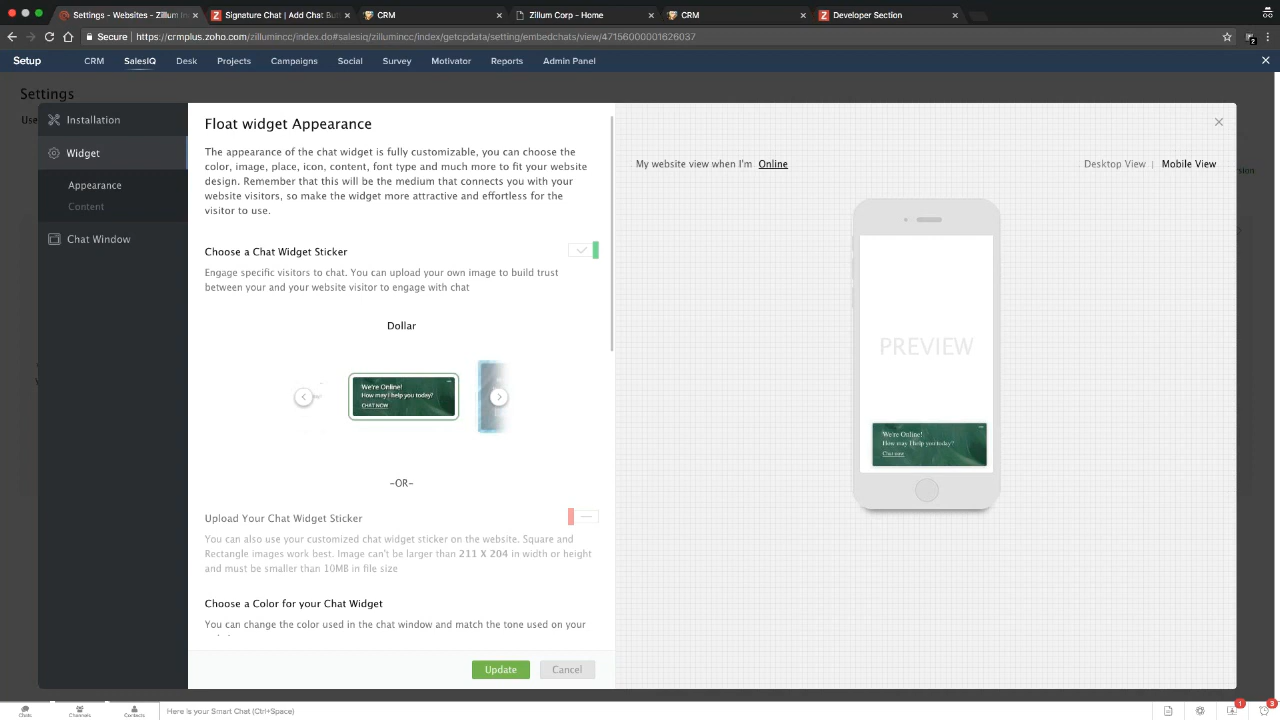 Settings - Websites - Zillum
Signature | Chats - Zillum In
CRM
Zillum Corp - Home
CRM
Developer Section
Secure | https://crmplus.zoho.com/zillumincc/index.do#salesiq/zillumincc/index/getcpdata/setting/embedchats/view/47156000001626037
Setup CRM SalesIQ Desk Projects Campaigns Social Survey Motivator Reports Admin Panel
Settings
Installation
Widget
Appearance
Content
Chat Window
Float widget Appearance
The appearance of the chat widget is fully customizable, you can choose the
color, image, place, icon, content, font type and much more to fit your website
design. Remember that this will be the medium that connects you with your
website visitors, so make the widget more attractive and effortless for the
visitor to use.
Choose a Chat Widget Sticker
Engage specific visitors to chat. You can upload your own image to build trust
between your and your website visitor to engage with chat
Dollar
We're Online!
How may I help you today?
CHAT NOW
-OR-
Upload Your Chat Widget Sticker
You can also use your customized chat widget sticker on the website. Square and
Rectangle images work best. Image can't be larger than 211 X 204 in width or height
and must be smaller than 10MB in file size
Choose a Color for your Chat Widget
You can change the color used in the chat window and match the tone used on your
Update Cancel
My website view when I'm Online
Desktop View | Mobile View
PREVIEW
We're Online!
How may I help you today?
Chat now
Chats Channels Contacts Here is your Smart Chat (Ctrl+Space)
1 3